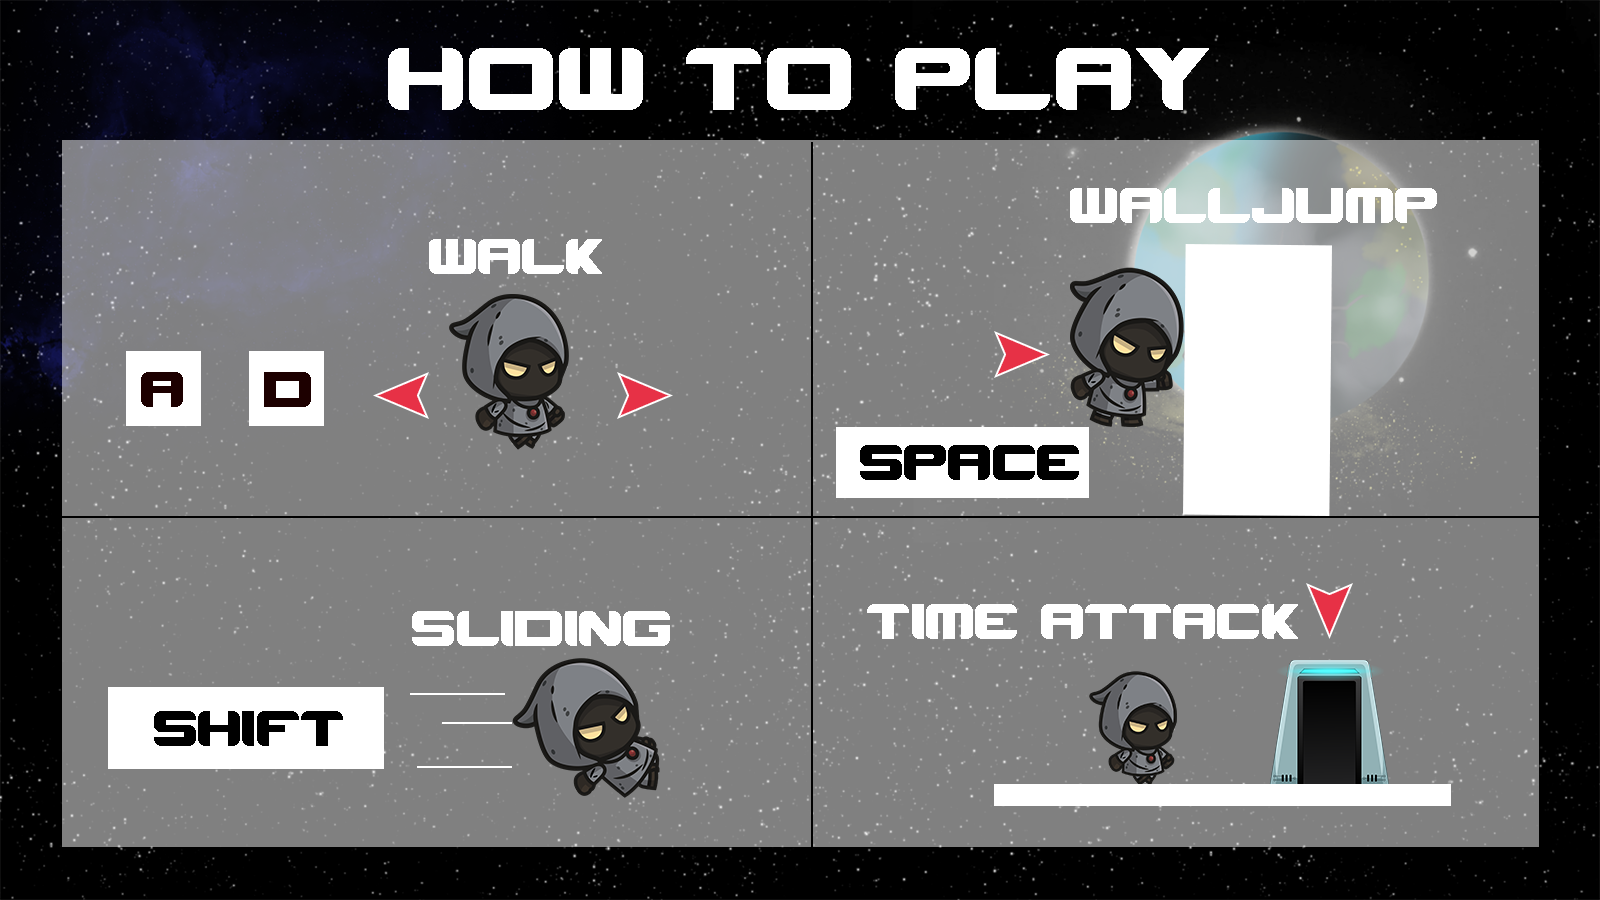 HOW TO PLAY
WALK
A D
WALLJUMP
SPACE
SLIDING
SHIFT
TIME ATTACK